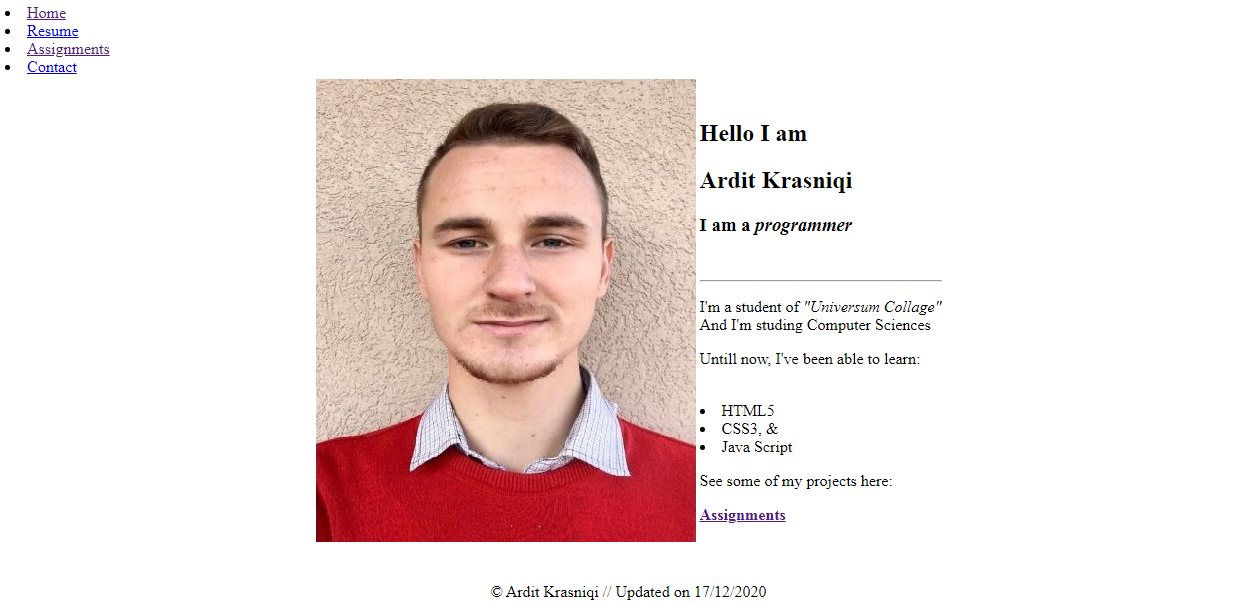 Home
Resume
Assignments
Contact
Hello I am
Ardit Krasniqi
I am a programmer
I'm a student of "Universum Collage"
And I'm studing Computer Sciences
Untill now, I've been able to learn:
HTML5
CSS3, &
Java Script
See some of my projects here:
Assignments
© Ardit Krasniqi // Updated on 17/12/2020